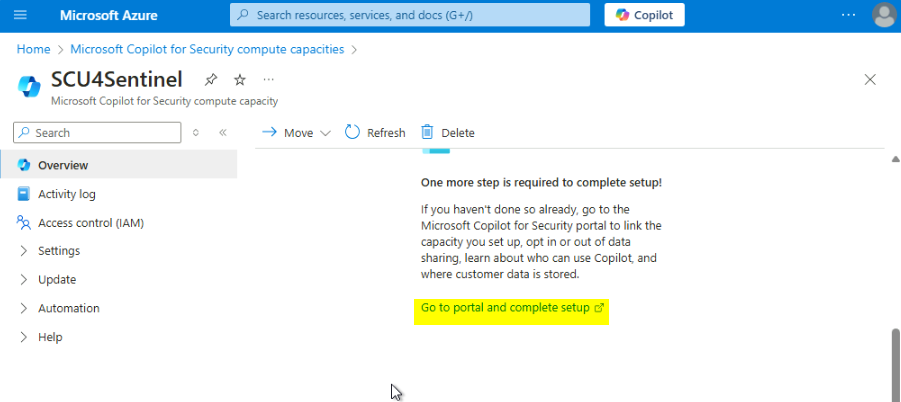 Microsoft Azure
Search resources, services, and docs (G+/)
Copilot
Home > Microsoft Copilot for Security compute capacities >
SCU4Sentinel
Microsoft Copilot for Security compute capacity
Search
Move
Refresh
Delete
Overview
Activity log
Access control (IAM)
Settings
Update
Automation
Help
One more step is required to complete setup!
If you haven't done so already, go to the
Microsoft Copilot for Security portal to link the
capacity you set up, opt in or out of data
sharing, learn about who can use Copilot, and
where customer data is stored.
Go to portal and complete setup